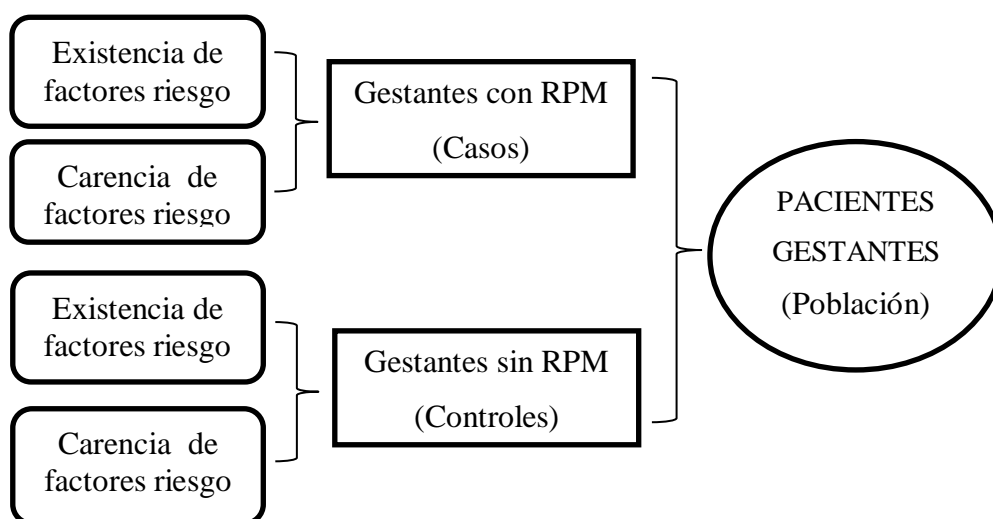 Existencia de
factores riesgo
Carencia de
factores riesgo
Existencia de
factores riesgo
Carencia de
factores riesgo
Gestantes con RPM
(Casos)
Gestantes sin RPM
(Controles)
PACIENTES
GESTANTES
(Población)